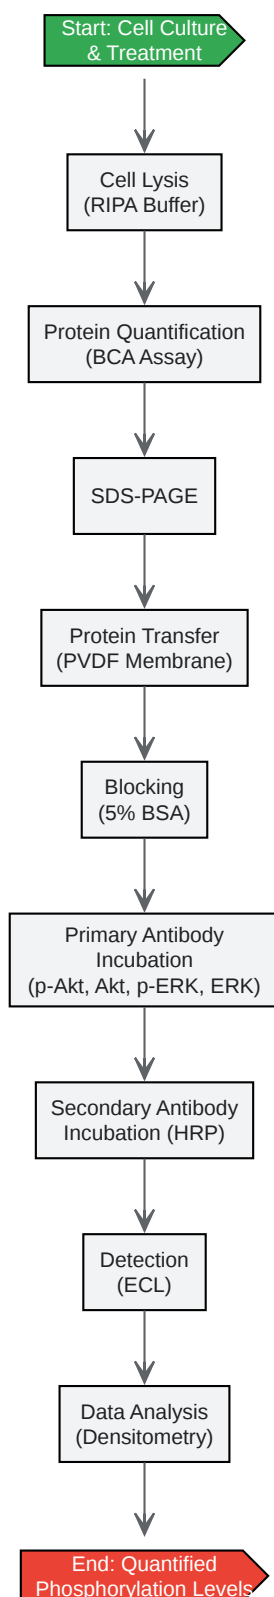 Start: Cell Culture
& Treatment
Cell Lysis
(RIPA Buffer)
Protein Quantification
(BCA Assay)
SDS-PAGE
Protein Transfer
(PVDF Membrane)
Blocking
(5% BSA)
Primary Antibody
Incubation
(p-Akt, Akt, p-ERK, ERK)
Secondary Antibody
Incubation (HRP)
Detection
(ECL)
Data Analysis
(Densitometry)
End: Quantified
Phosphorylation Levels